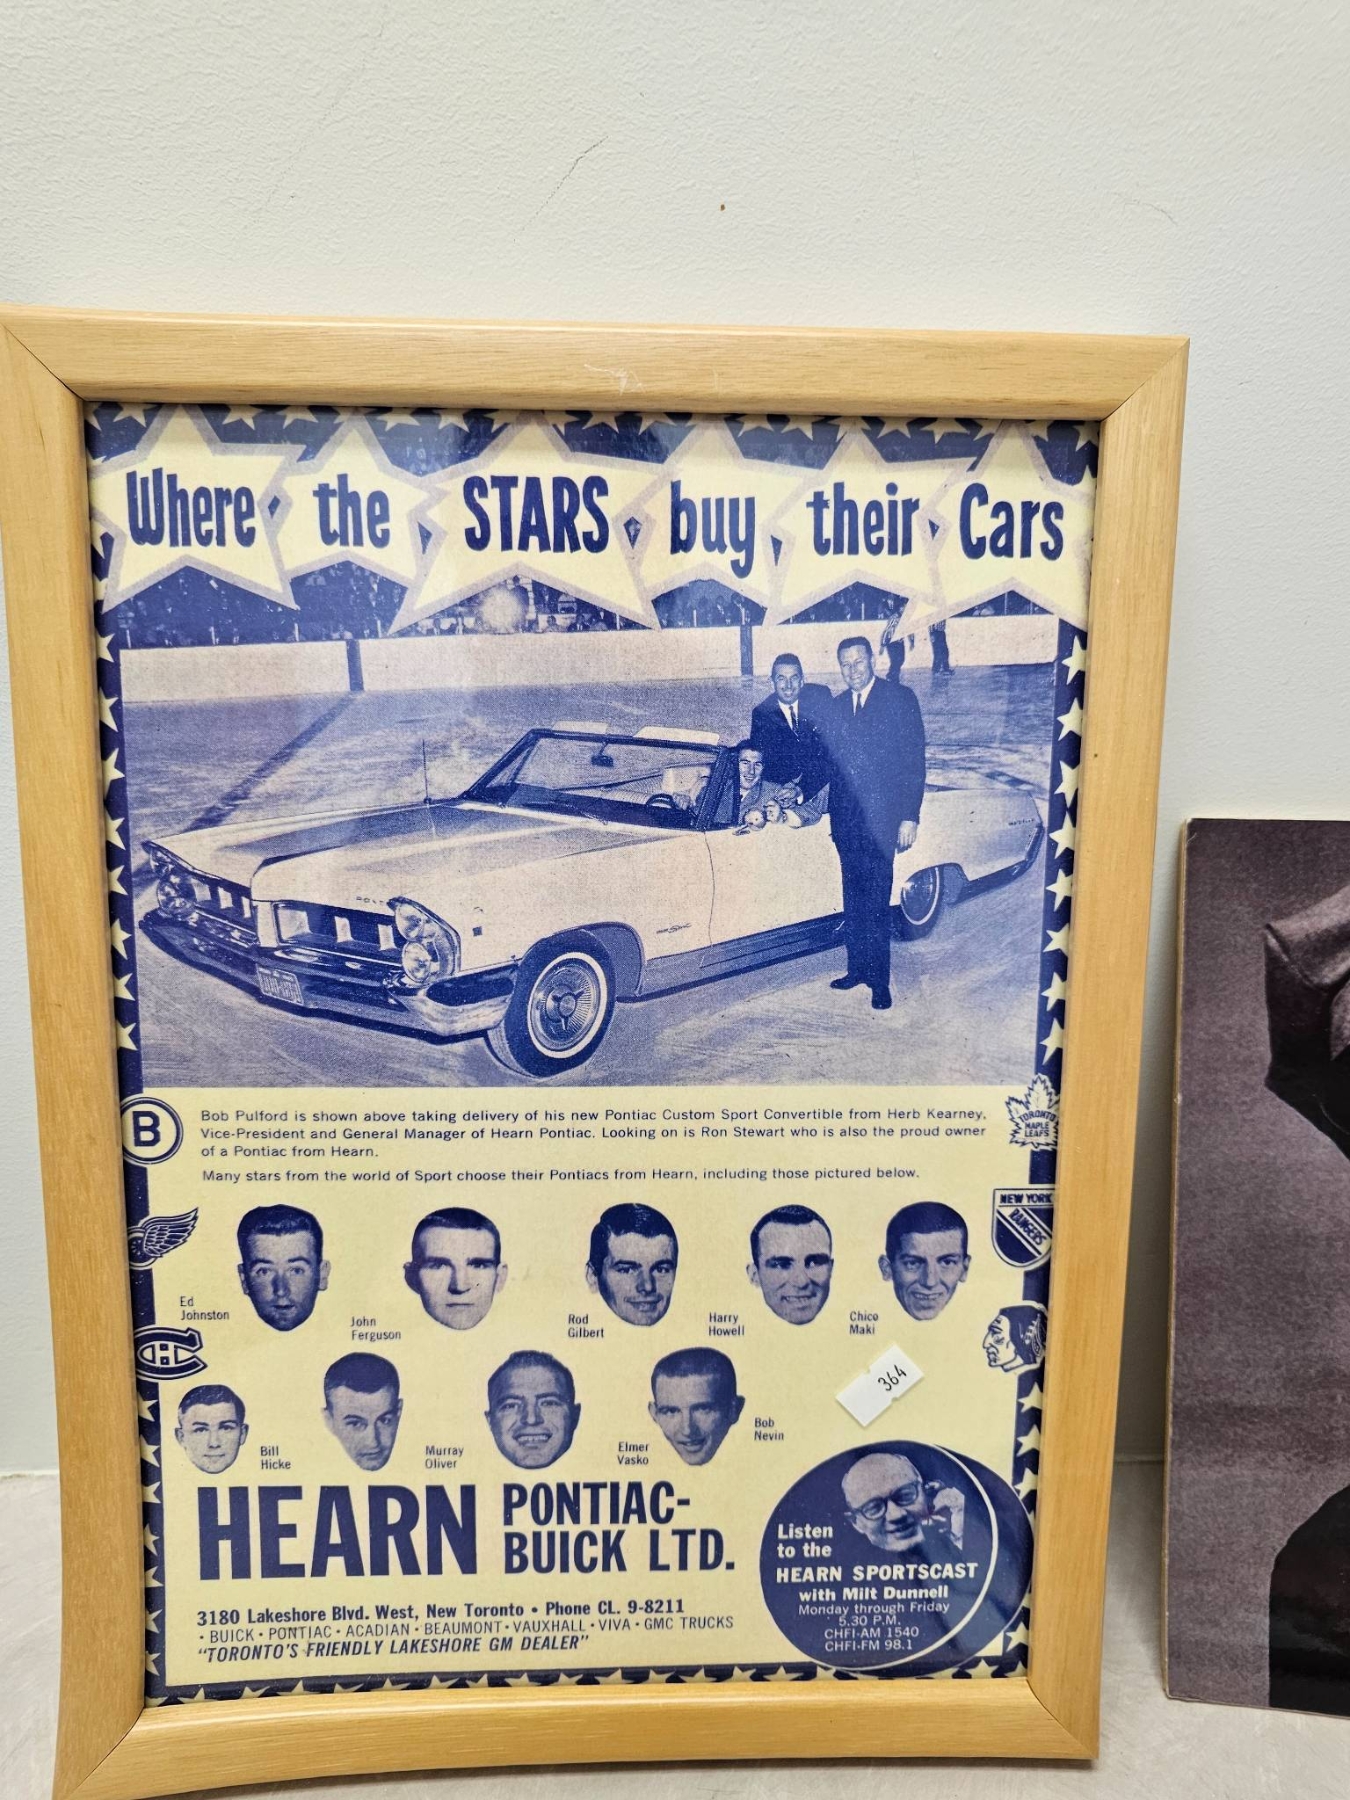 Where the STARS buy their Cars
Bob Pulford is shown above taking delivery of his new Pontiac Custom Sport Convertible from Herb Kearney,
Vice-President and General Manager of Hearn Pontiac. Looking on is Ron Stewart who is also the proud owner
of a Pontiac from Hearn.
Many stars from the world of Sport choose their Pontiacs from Hearn, including those pictured below.
B
TORONTO
MAPLE
LEAFS
NEW YORK
RANGERS
Ed
Johnston
John
Ferguson
Rod
Gilbert
Harry
Howell
Chico
Maki
CH
364
Bill
Hicke
Murray
Oliver
Elmer
Vasko
Bob
Nevin
HEARN PONTIAC-
BUICK LTD.
3180 Lakeshore Blvd. West, New Toronto • Phone CL. 9-8211
• BUICK • PONTIAC • ACADIAN • BEAUMONT • VAUXHALL • VIVA • GMC TRUCKS
"TORONTO'S FRIENDLY LAKESHORE GM DEALER"
Listen
to the
HEARN SPORTSCAST
with Milt Dunnell
Monday through Friday
5.30 P.M.
CHFI-AM 1540
CHFI-FM 98.1